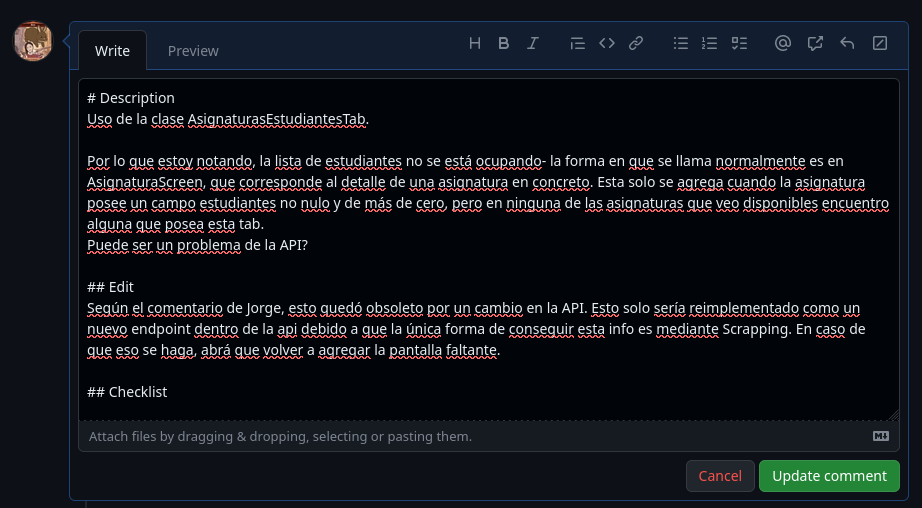 Write Preview
# Description
Uso de la clase AsignaturasEstudiantesTab.
Por lo que estoy notando, la lista de estudiantes no se está ocupando- la forma en que se llama normalmente es en
AsignaturaScreen, que corresponde al detalle de una asignatura en concreto. Esta solo se agrega cuando la asignatura
posee un campo estudiantes no nulo y de más de cero, pero en ninguna de las asignaturas que veo disponibles encuentro
alguna que posea esta tab.
Puede ser un problema de la API?
## Edit
Según el comentario de Jorge, esto quedó obsoleto por un cambio en la API. Esto solo sería reimplementado como un
nuevo endpoint dentro de la api debido a que la única forma de conseguir esta info es mediante Scrapping. En caso de
que eso se haga, abrá que volver a agregar la pantalla faltante.
## Checklist
Attach files by dragging & dropping, selecting or pasting them.
Cancel Update comment